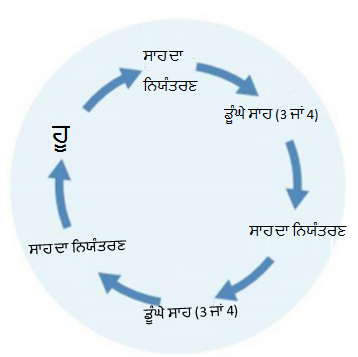 ਸਾਹ ਦਾ
ਨਿਯੰਤਰਣ
ਡੂੰਘੇ ਸਾਹ (3 ਜਾਂ 4)
ਸਾਹ ਦਾ ਨਿਯੰਤਰਣ
ਡੂੰਘੇ ਸਾਹ (3 ਜਾਂ 4)
ਸਾਹ ਦਾ ਨਿਯੰਤਰਣ
ਹੂ